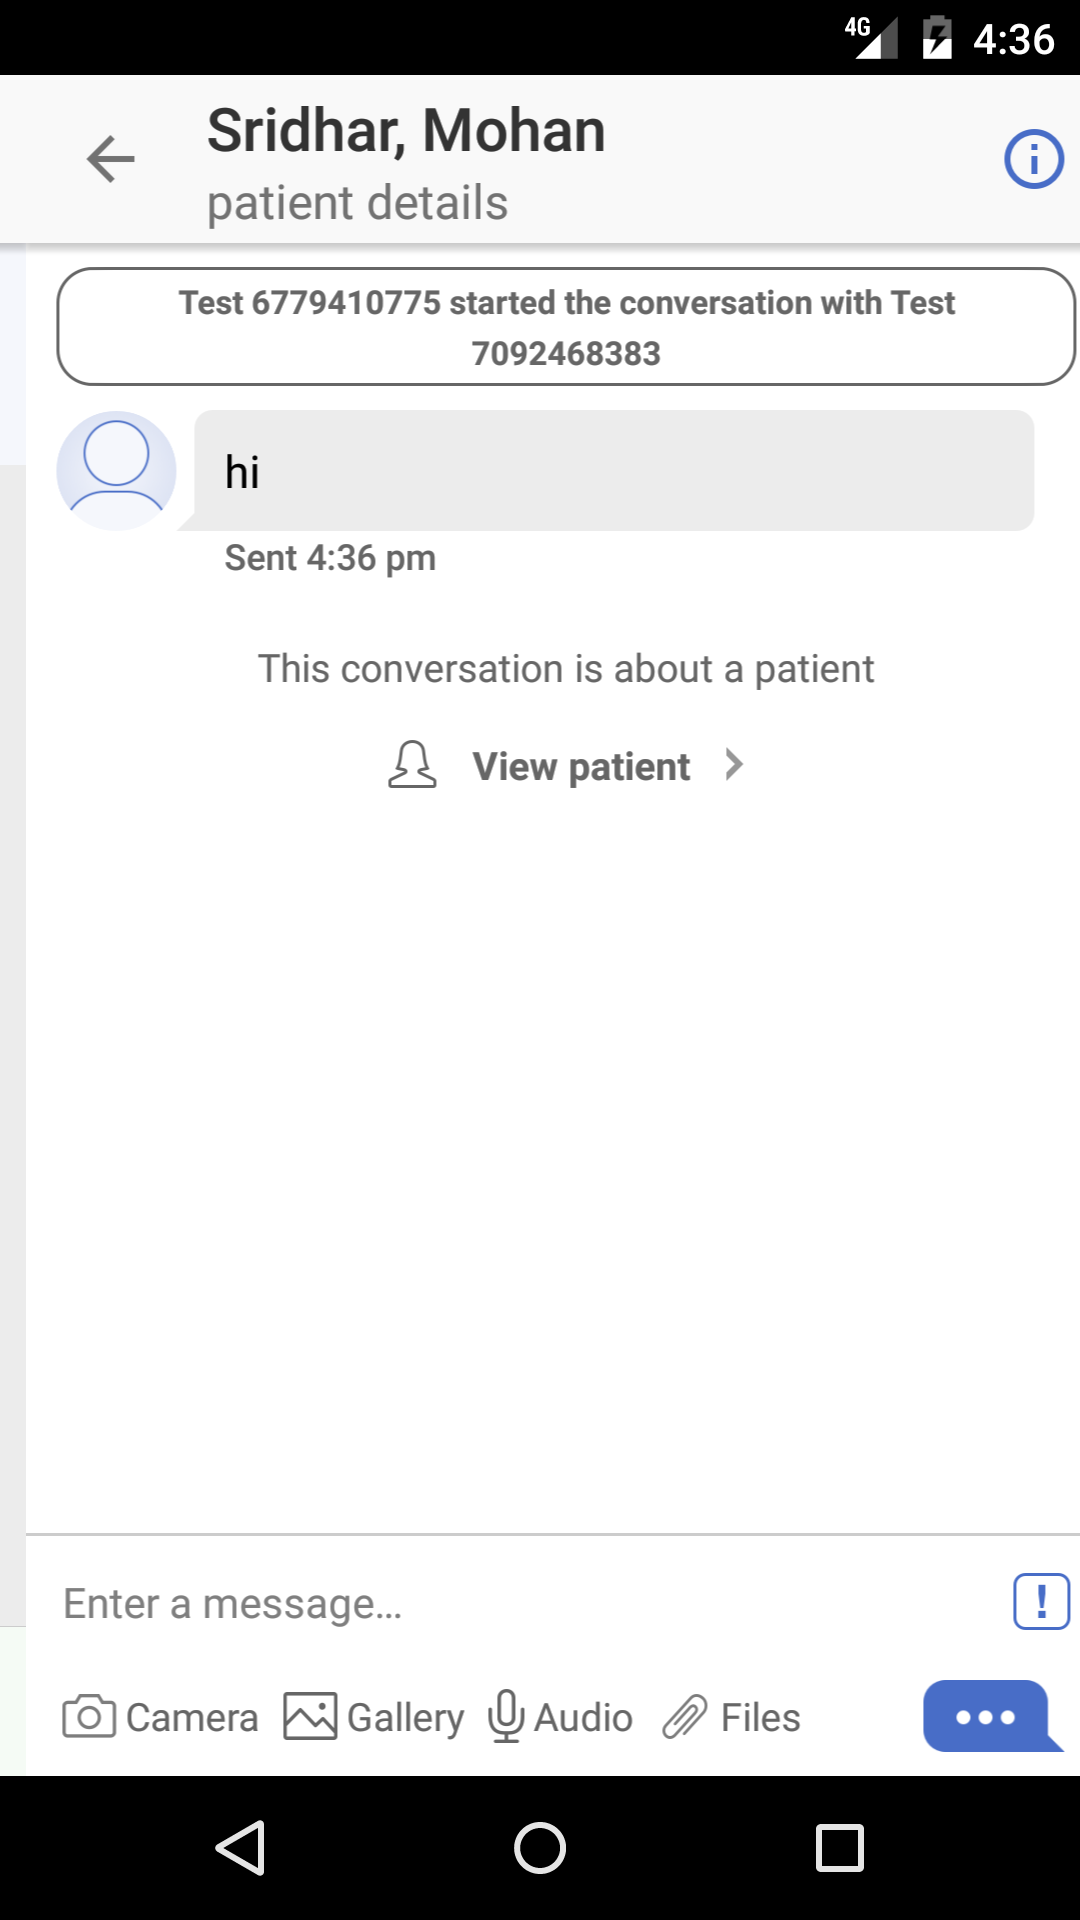 4G 4:36
Sridhar, Mohan
patient details
Test 6779410775 started the conversation with Test
7092468383
hi
Sent 4:36 pm
This conversation is about a patient
View patient
Enter a message...
!
Camera Gallery Audio Files